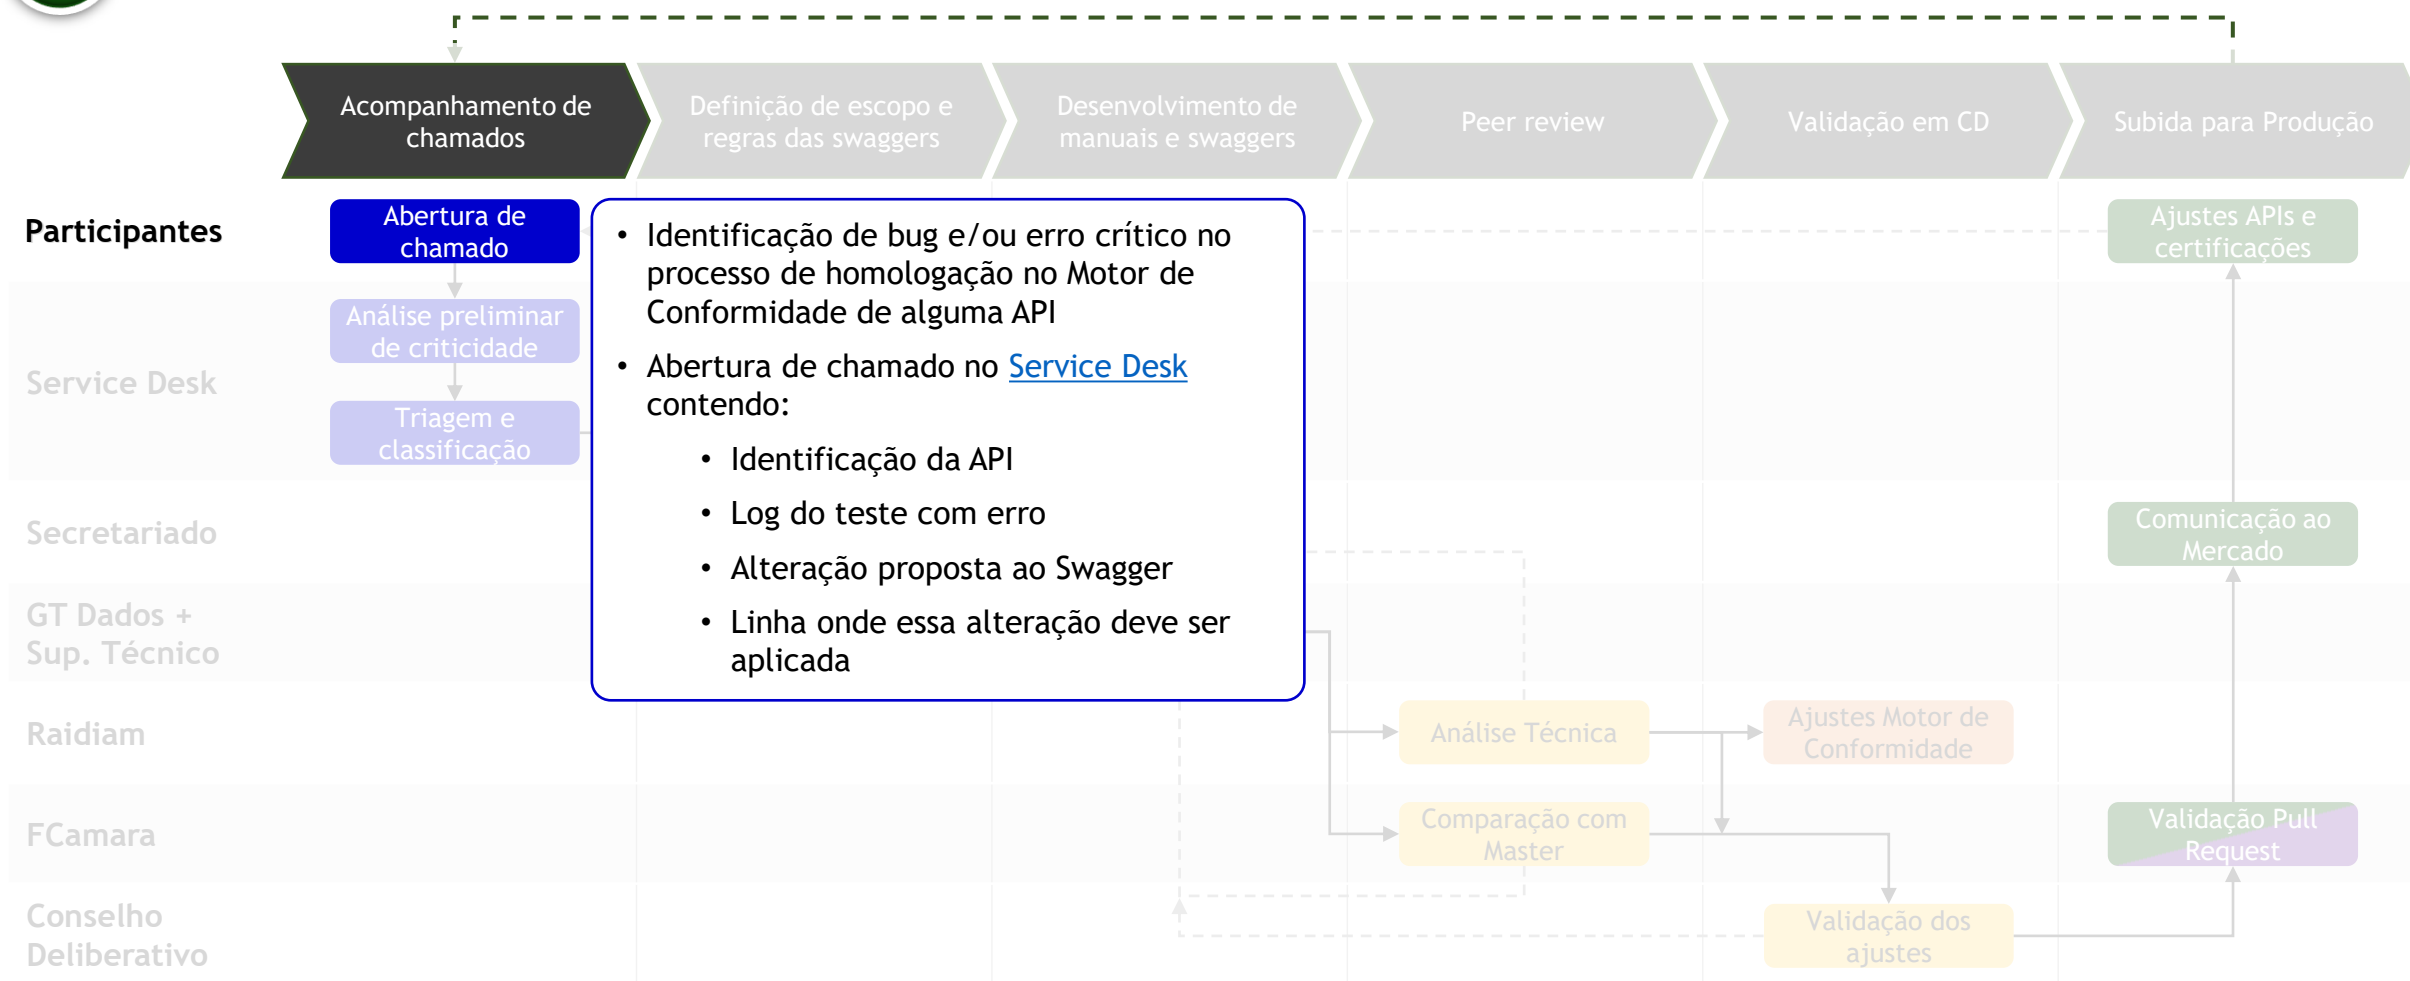 Acompanhamento de
chamados
Definição de escopo e
regras das swaggers
Desenvolvimento de
manuais e swaggers
Peer review
Validação em CD
Subida para Produção
Participantes
Abertura de
chamado
• Identificação de bug e/ou erro crítico no
processo de homologação no Motor de
Conformidade de alguma API
• Abertura de chamado no Service Desk
contendo:
• Identificação da API
• Log do teste com erro
• Alteração proposta ao Swagger
• Linha onde essa alteração deve ser
aplicada
Ajustes APIs e
certificações
Service Desk
Análise preliminar
de criticidade
Triagem e
classificação
Secretariado
Comunicação ao
Mercado
GT Dados +
Sup. Técnico
Raidiam
Análise Técnica
Ajustes Motor de
Conformidade
FCamara
Comparação com
Master
Validação Pull
Request
Conselho
Deliberativo
Validação dos
ajustes